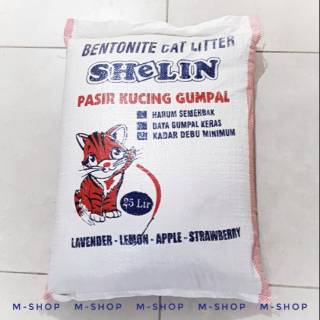 BENTONITE CAT LITTER
SHeLIN
PASIR KUCING GUMPAL
HARUM SEMERBAK
DAYA GUMPAL KERAS
KADAR DEBU MINIMUM
25 Ltr
LAVENDER - LEMON - APPLE - STRAWBERRY
M-SHOP M-SHOP M-SHOP M-SHOP M-SHOP